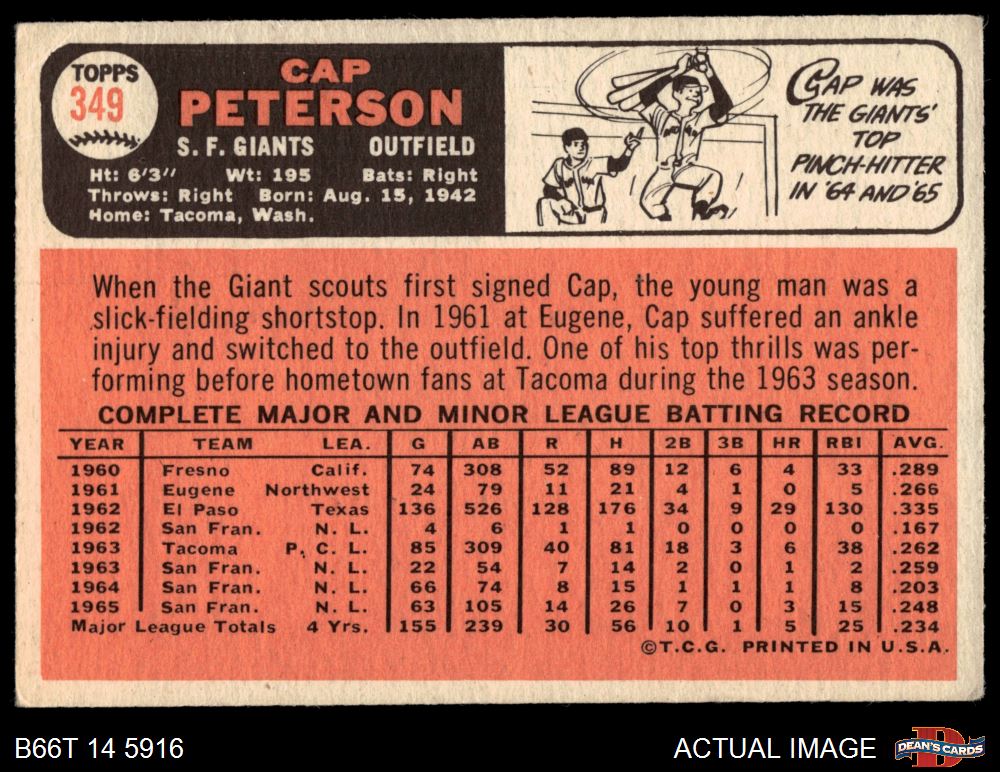 TOPPS
349
CAP
PETERSON
S. F. GIANTS OUTFIELD
Ht: 6'3" Wt: 195 Bats: Right
Throws: Right Born: Aug. 15, 1942
Home: Tacoma, Wash.
CAP WAS
THE GIANTS'
TOP
PINCH-HITTER
IN '64 AND '65
When the Giant scouts first signed Cap, the young man was a
slick-fielding shortstop. In 1961 at Eugene, Cap suffered an ankle
injury and switched to the outfield. One of his top thrills was per-
forming before hometown fans at Tacoma during the 1963 season.
COMPLETE MAJOR AND MINOR LEAGUE BATTING RECORD
YEAR TEAM LEA. G AB R H 2B 3B HR RBI AVG.
1960 Fresno Calif. 74 308 52 89 12 6 4 33 .289
1961 Eugene Northwest 24 79 11 21 4 1 0 5 .266
1962 El Paso Texas 136 526 128 176 34 9 29 130 .335
1962 San Fran. N. L. 4 6 1 1 0 0 0 0 .167
1963 Tacoma P. C. L. 85 309 40 81 18 3 6 38 .262
1963 San Fran. N. L. 22 54 7 14 2 0 1 2 .259
1964 San Fran. N. L. 66 74 8 15 1 1 1 8 .203
1965 San Fran. N. L. 63 105 14 26 7 0 3 15 .248
Major League Totals 4 Yrs. 155 239 30 56 10 1 5 25 .234
©T.C.G. PRINTED IN U.S.A.
B66T 14 5916 ACTUAL IMAGE DEAN'S CARDS